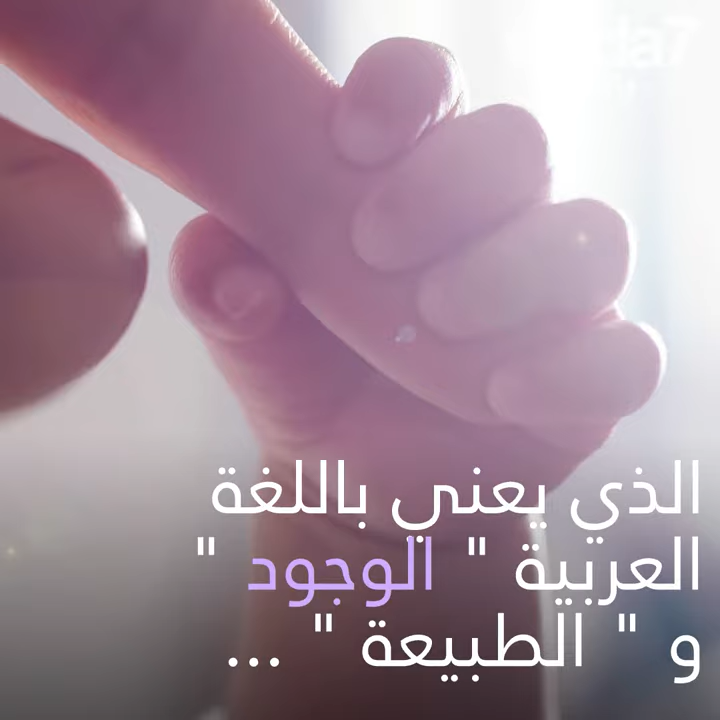 الذي يعني باللغة
العربية " الوجود "
و " الطبيعة " ...